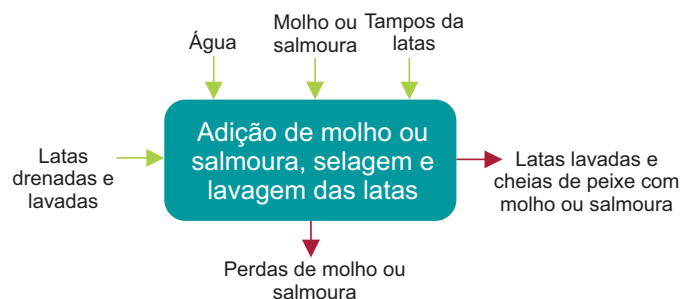 Água
Molho ou
salmoura
Tampos da
latas
Latas
drenadas e
lavadas
Adição de molho ou
salmoura, selagem e
lavagem das latas
Latas lavadas e
cheias de peixe com
molho ou salmoura
Perdas de molho ou
salmoura